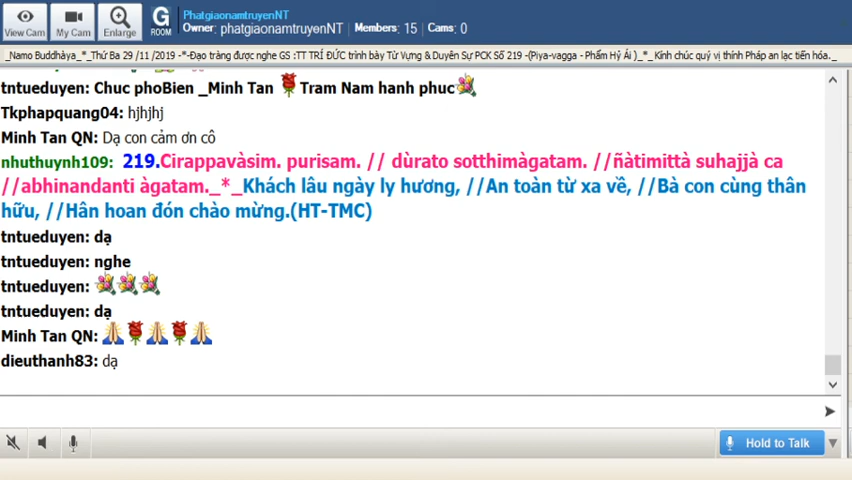 View Cam
My Cam
Enlarge
G
ROOM
PhatgiaonamtruyenNT
Owner: phatgiaonamtruyenNT Members: 15 Cams: 0
_Namo Buddhàya_*_Thứ Ba 29 /11 /2019 -*-Đạo tràng được nghe GS :TT TRÍ ĐỨC trình bày Từ Vựng & Duyên Sự PCK Số 219 -(Piya-vagga - Phẩm Hỷ Ái )_*_ Kính chúc quý vị thính Pháp an lạc tiến hóa._
tntueduyen: Chuc phoBien _Minh Tan 🌹Tram Nam hanh phuc💐
Tkphapquang04: hjhjhj
Minh Tan QN: Dạ con cảm ơn cô
nhuthuynh109: 219.Cirappavàsim. purisam. // dùrato sotthimàgatam. //ñàtimittà suhajjà ca
//abhinandanti àgatam._*_Khách lâu ngày ly hương, //An toàn từ xa về, //Bà con cùng thân
hữu, //Hân hoan đón chào mừng.(HT-TMC)
tntueduyen: dạ
tntueduyen: nghe
tntueduyen: 💐💐💐
tntueduyen: dạ
Minh Tan QN: 🙏🌹🙏🌹🙏
dieuthanh83: dạ
Hold to Talk